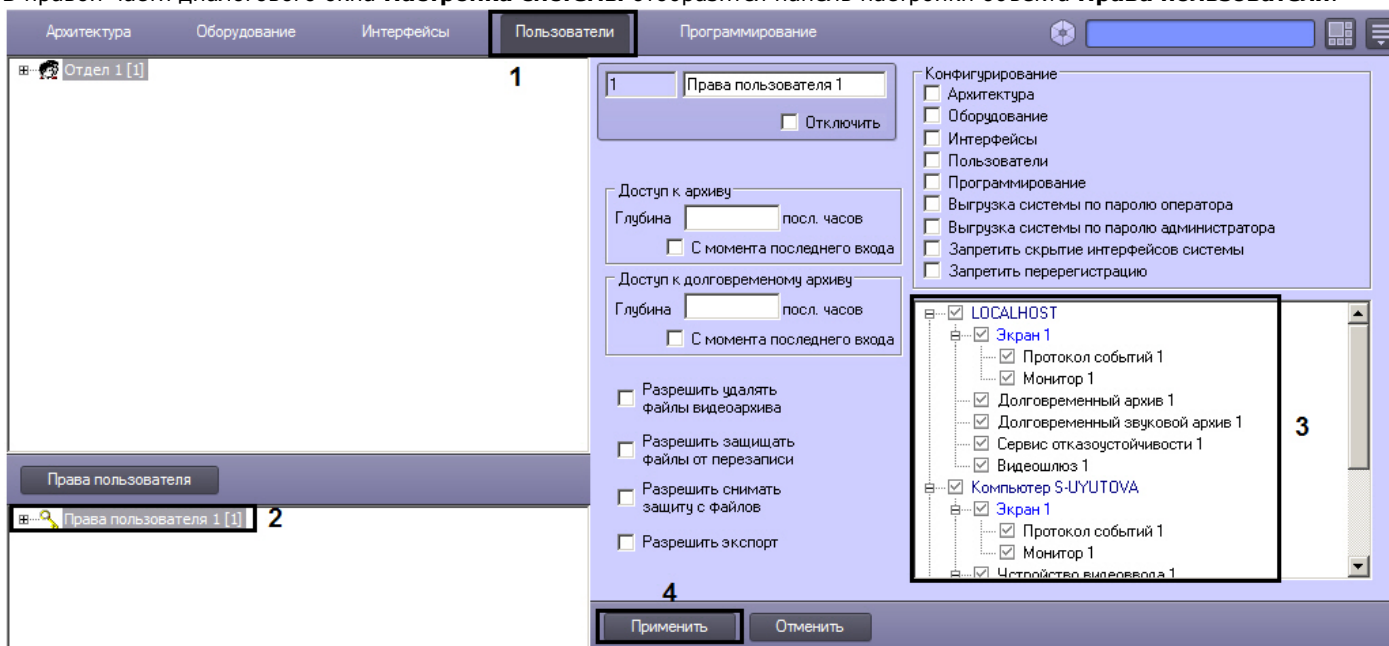 В правой части диалогового окна Настройка системы отобразится панель настройки объекта Права пользователя.
Архитектура Оборудование Интерфейсы Пользователи Программирование
1
Отдел 1 [1]
Права пользователя
Права пользователя 1 [1]
2
1 Права пользователя 1
Отключить
Доступ к архиву
Глубина посл. часов
С момента последнего входа
Доступ к долговременому архиву
Глубина посл. часов
С момента последнего входа
Разрешить удалять
файлы видеоархива
Разрешить защищать
файлы от перезаписи
Разрешить снимать
защиту с файлов
Разрешить экспорт
Конфигурирование
Архитектура
Оборудование
Интерфейсы
Пользователи
Программирование
Выгрузка системы по паролю оператора
Выгрузка системы по паролю администратора
Запретить скрытие интерфейсов системы
Запретить перерегистрацию
LOCALHOST
Экран 1
Протокол событий 1
Монитор 1
Долговременный архив 1
Долговременный звуковой архив 1
Сервис отказоустойчивости 1
Видеошлюз 1
Компьютер S-UYUTOVA
Экран 1
Протокол событий 1
Монитор 1
Устройство видеоввода 1
3
4
Применить Отменить